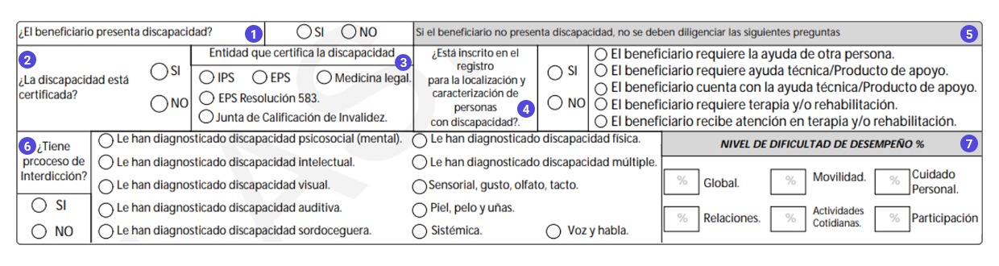 ¿El beneficiario presenta discapacidad?
1
SI
NO
Si el beneficiario no presenta discapacidad, no se deben diligenciar las siguientes preguntas
5
2
¿La discapacidad está
certificada?
SI
NO
Entidad que certifica la discapacidad
3
IPS
EPS
Medicina legal.
EPS Resolución 583.
Junta de Calificación de Invalidez.
¿Está inscrito en el
registro
para la localización y
caracterización de
personas
con discapacidad?.
4
SI
NO
El beneficiario requiere la ayuda de otra persona.
El beneficiario requiere ayuda técnica/Producto de apoyo.
El beneficiario cuenta con la ayuda técnica/Producto de apoyo.
El beneficiario requiere terapia y/o rehabilitación.
El beneficiario recibe atención en terapia y/o rehabilitación.
6
¿Tiene
prcoceso de
Interdicción?
SI
NO
Le han diagnosticado discapacidad psicosocial (mental).
Le han diagnosticado discapacidad intelectual.
Le han diagnosticado discapacidad visual.
Le han diagnosticado discapacidad auditiva.
Le han diagnosticado discapacidad sordoceguera.
Le han diagnosticado discapacidad física.
Le han diagnosticado discapacidad múltiple.
Sensorial, gusto, olfato, tacto.
Piel, pelo y uñas.
Sistémica.
Voz y habla.
NIVEL DE DIFICULTAD DE DESEMPEÑO %
7
% Global.
% Movilidad.
% Cuidado
Personal.
% Relaciones.
% Actividades
Cotidianas.
% Participación